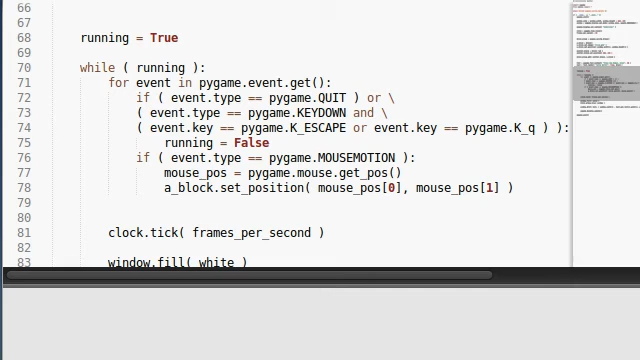 66
67
68 running = True
69
70 while ( running ):
71 for event in pygame.event.get():
72 if ( event.type == pygame.QUIT ) or \
73 ( event.type == pygame.KEYDOWN and \
74 ( event.key == pygame.K_ESCAPE or event.key == pygame.K_q ) ):
75 running = False
76 if ( event.type == pygame.MOUSEMOTION ):
77 mouse_pos = pygame.mouse.get_pos()
78 a_block.set_position( mouse_pos[0], mouse_pos[1] )
79
80
81 clock.tick( frames_per_second )
82
83 window.fill( white )